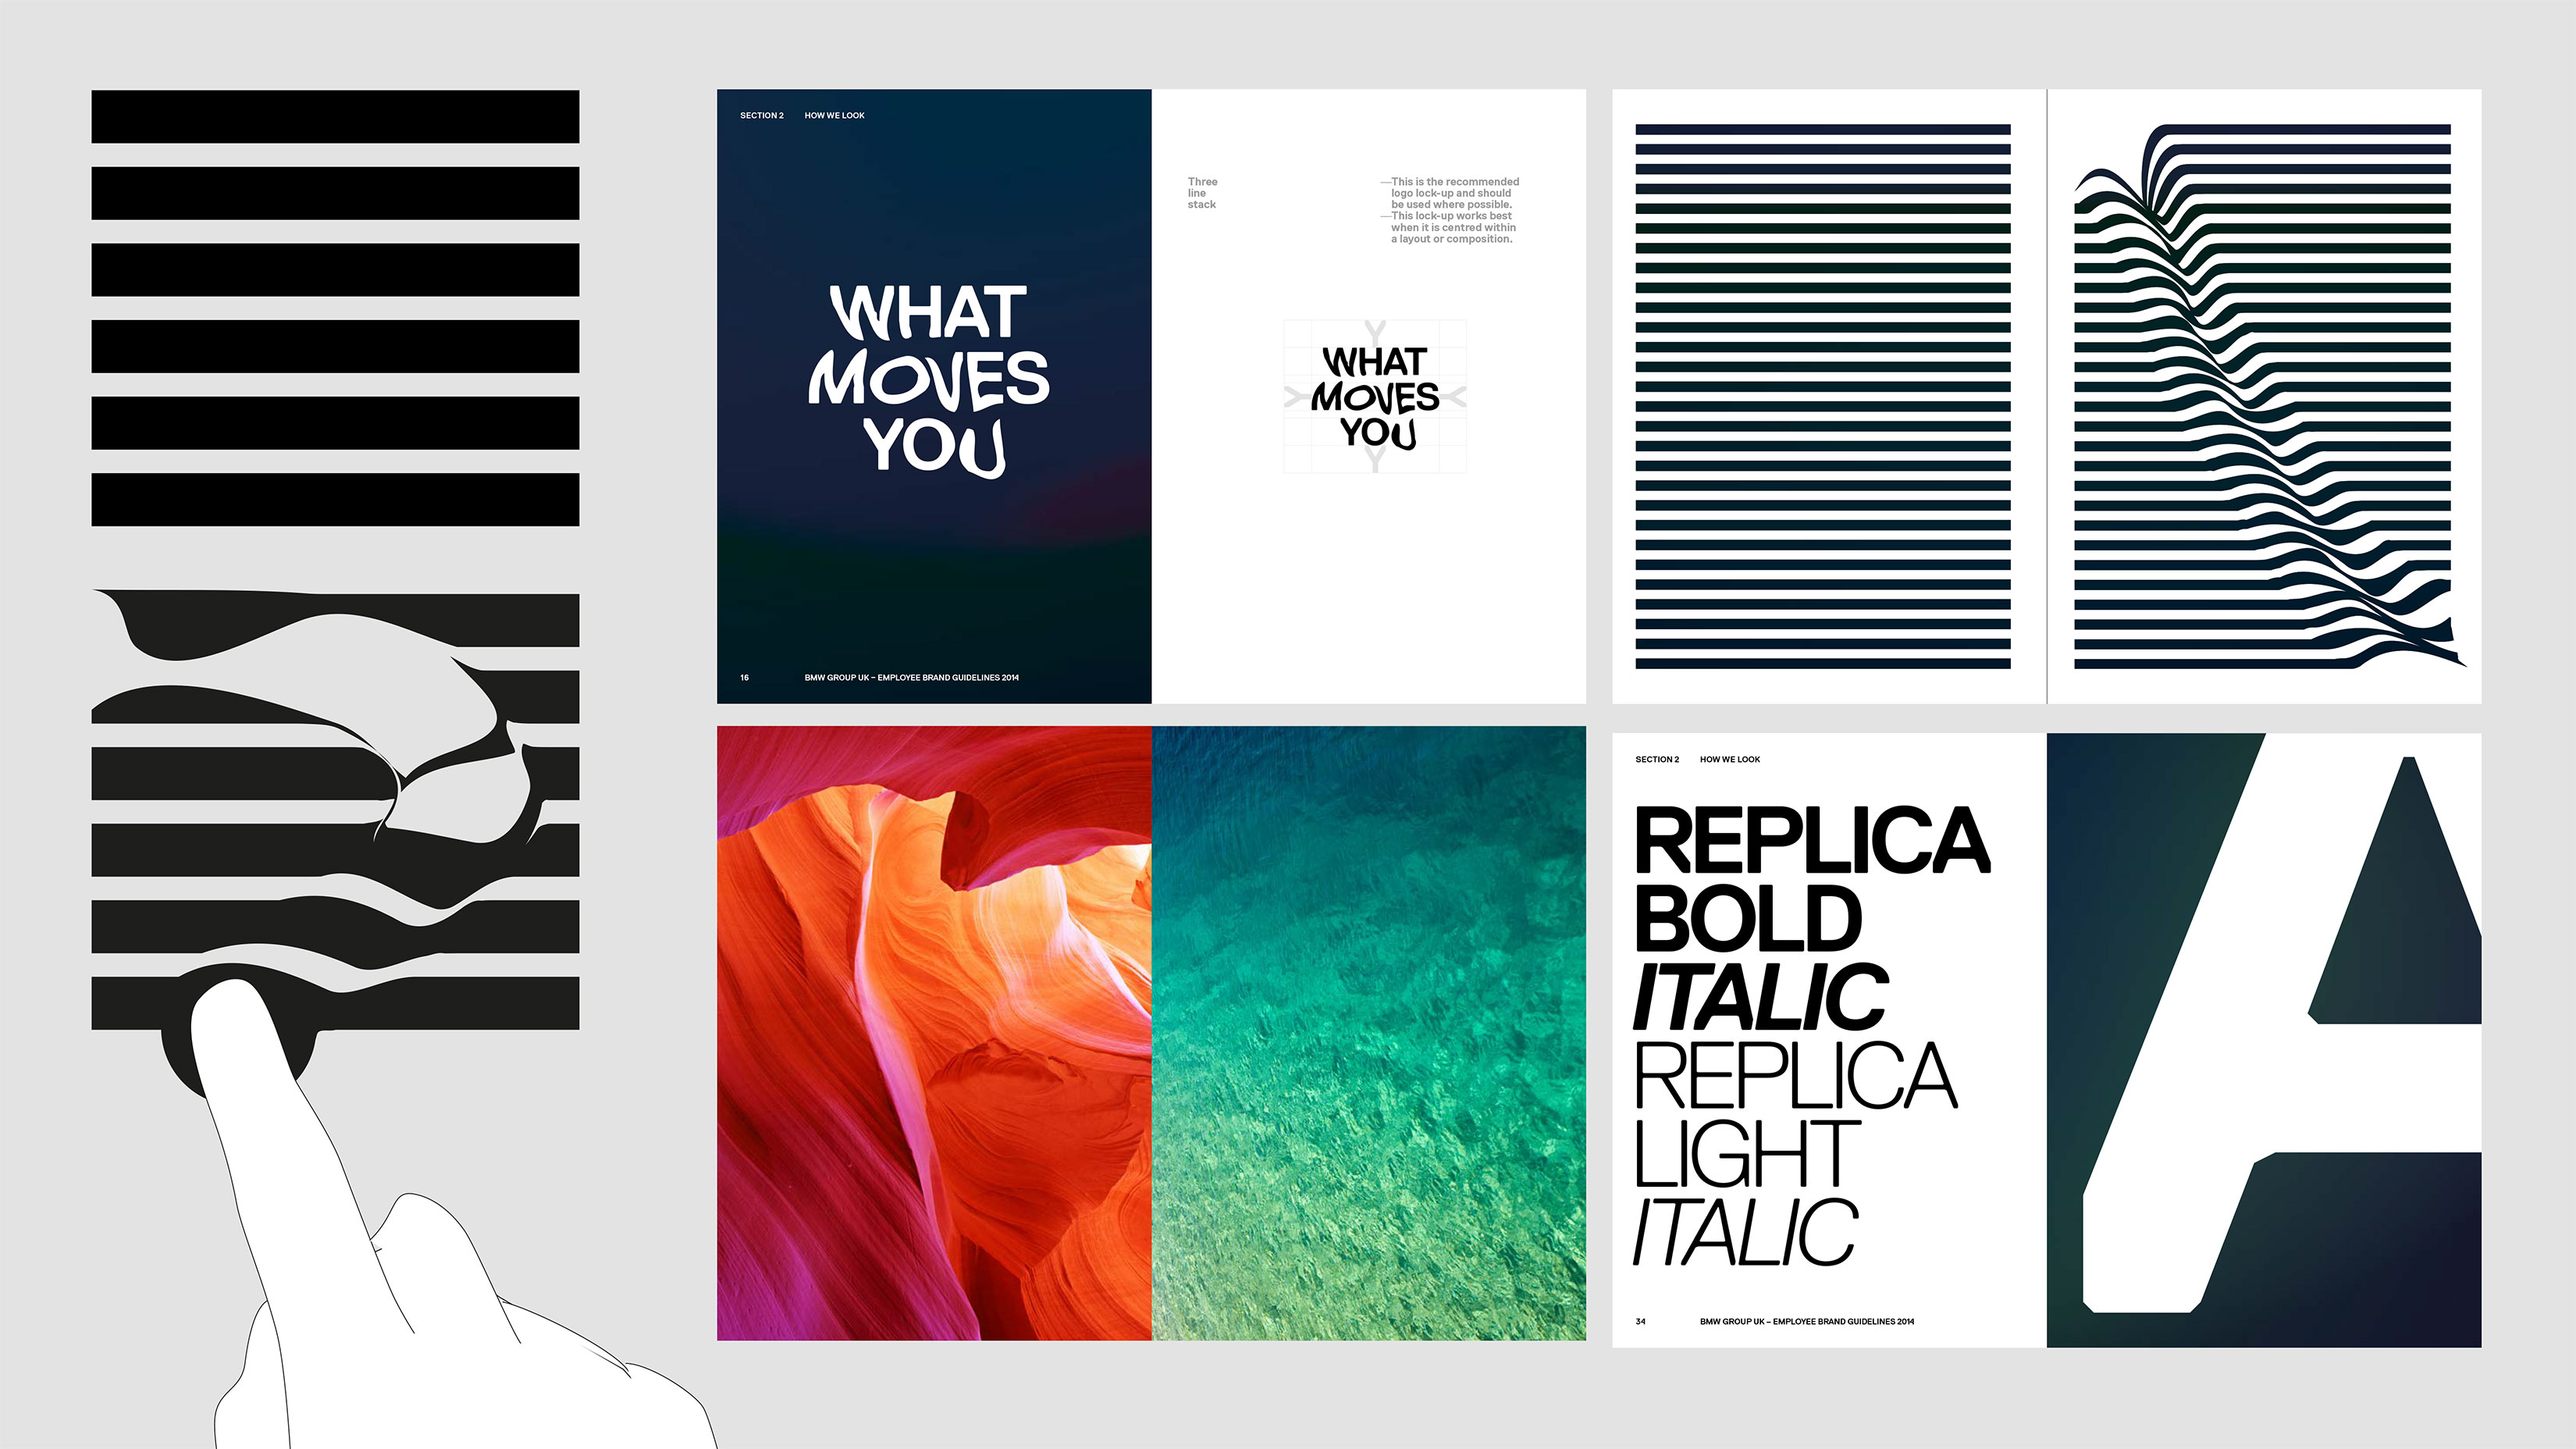 SECTION 2 HOW WE LOOK
WHAT
MOVES
YOU
16 BMW GROUP UK – EMPLOYEE BRAND GUIDELINES 2014
Three
line
stack
—This is the recommended
logo lock-up and should
be used where possible.
—This lock-up works best
when it is centred within
a layout or composition.
Y
WHAT
Y MOVES Y
YOU
Y
SECTION 2 HOW WE LOOK
REPLICA
BOLD
ITALIC
REPLICA
LIGHT
ITALIC
34 BMW GROUP UK – EMPLOYEE BRAND GUIDELINES 2014
A